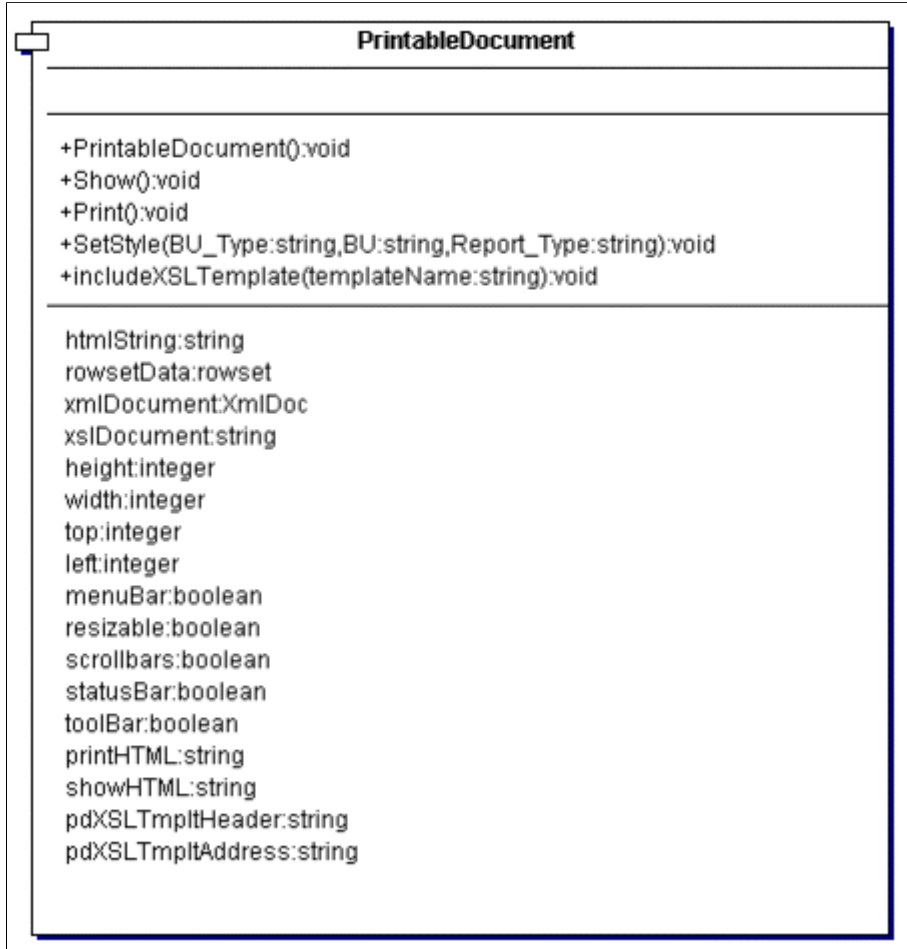 PrintableDocument
+PrintableDocument():void
+Show():void
+Print():void
+SetStyle(BU_Type:string,BU:string,Report_Type:string):void
+includeXSLTemplate(templateName:string):void
htmlString:string
rowsetData:rowset
xmlDocument:XmlDoc
xslDocument:string
height:integer
width:integer
top:integer
left:integer
menuBar:boolean
resizable:boolean
scrollbars:boolean
statusBar:boolean
toolBar:boolean
printHTML:string
showHTML:string
pdXSLTmpltHeader:string
pdXSLTmpltAddress:string